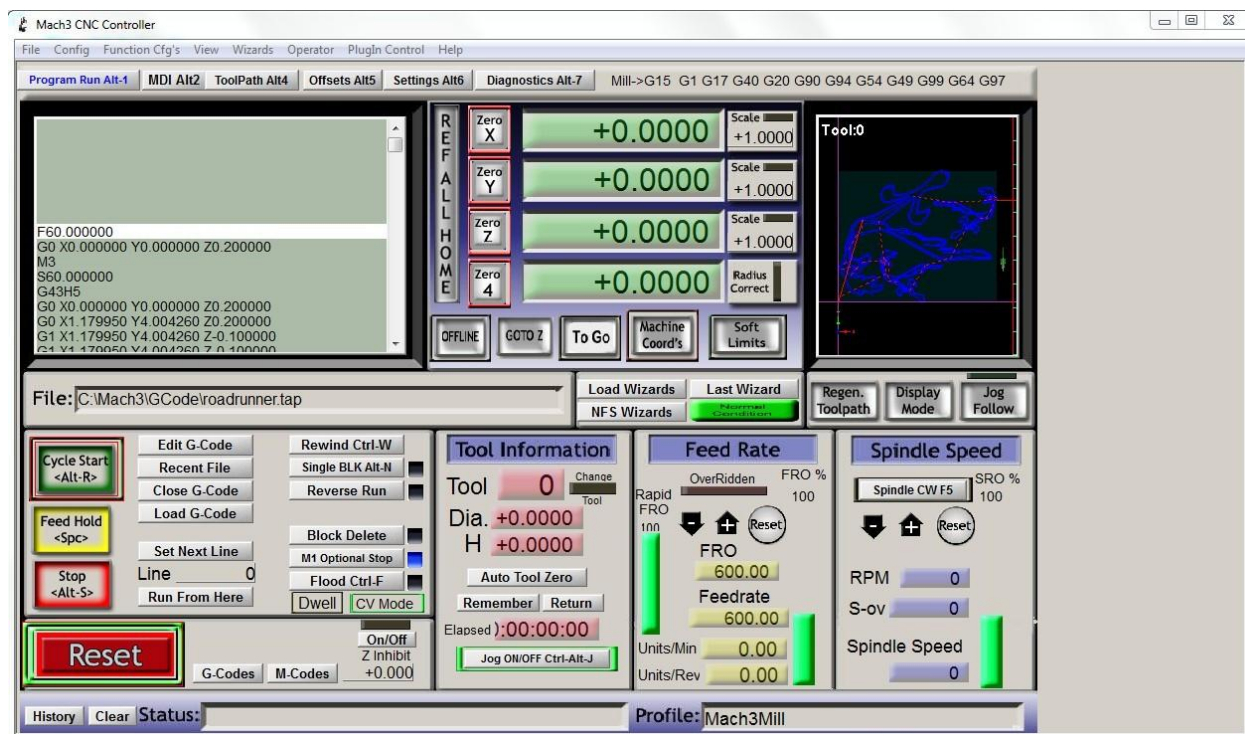 Mach3 CNC Controller
File Config Function Cfg's View Wizards Operator PlugIn Control Help
Program Run Alt-1 MDI Alt2 ToolPath Alt4 Offsets Alt5 Settings Alt6 Diagnostics Alt-7 Mill->G15 G1 G17 G40 G20 G90 G94 G54 G49 G99 G64 G97
F60.000000
G0 X0.000000 Y0.000000 Z0.200000
M3
S60.000000
G43H5
G0 X0.000000 Y0.000000 Z0.200000
G0 X1.179950 Y4.004260 Z0.200000
G1 X1.179950 Y4.004260 Z-0.100000
G1 X1.179950 Y4.004260 Z-0.100000
REF ALL HOME
Zero X +0.0000 Scale +1.0000
Zero Y +0.0000 Scale +1.0000
Zero Z +0.0000 Scale +1.0000
Zero 4 +0.0000 Radius Correct
OFFLINE GOTO Z To Go Machine Coord's Soft Limits
Tool:0
File: C:\Mach3\GCode\roadrunner.tap
Load Wizards Last Wizard
NFS Wizards Normal Condition
Regen. Toolpath Display Mode Jog Follow
Cycle Start <Alt-R>
Feed Hold <Spc>
Stop <Alt-S>
Edit G-Code
Recent File
Close G-Code
Load G-Code
Set Next Line
Line 0
Run From Here
Rewind Ctrl-W
Single BLK Alt-N
Reverse Run
Block Delete
M1 Optional Stop
Flood Ctrl-F
Dwell CV Mode
Reset
G-Codes M-Codes
On/Off
Z Inhibit
+0.000
Tool Information
Tool 0 Change Tool
Dia. +0.0000
H +0.0000
Auto Tool Zero
Remember Return
Elapsed ):00:00:00
Jog ON/OFF Ctrl-Alt-J
Feed Rate
OverRidden FRO %
100
Rapid FRO
100
Reset
FRO
600.00
Feedrate
600.00
Units/Min 0.00
Units/Rev 0.00
Spindle Speed
Spindle CW F5 SRO %
100
Reset
RPM 0
S-ov 0
Spindle Speed
0
History Clear Status: Profile: Mach3Mill